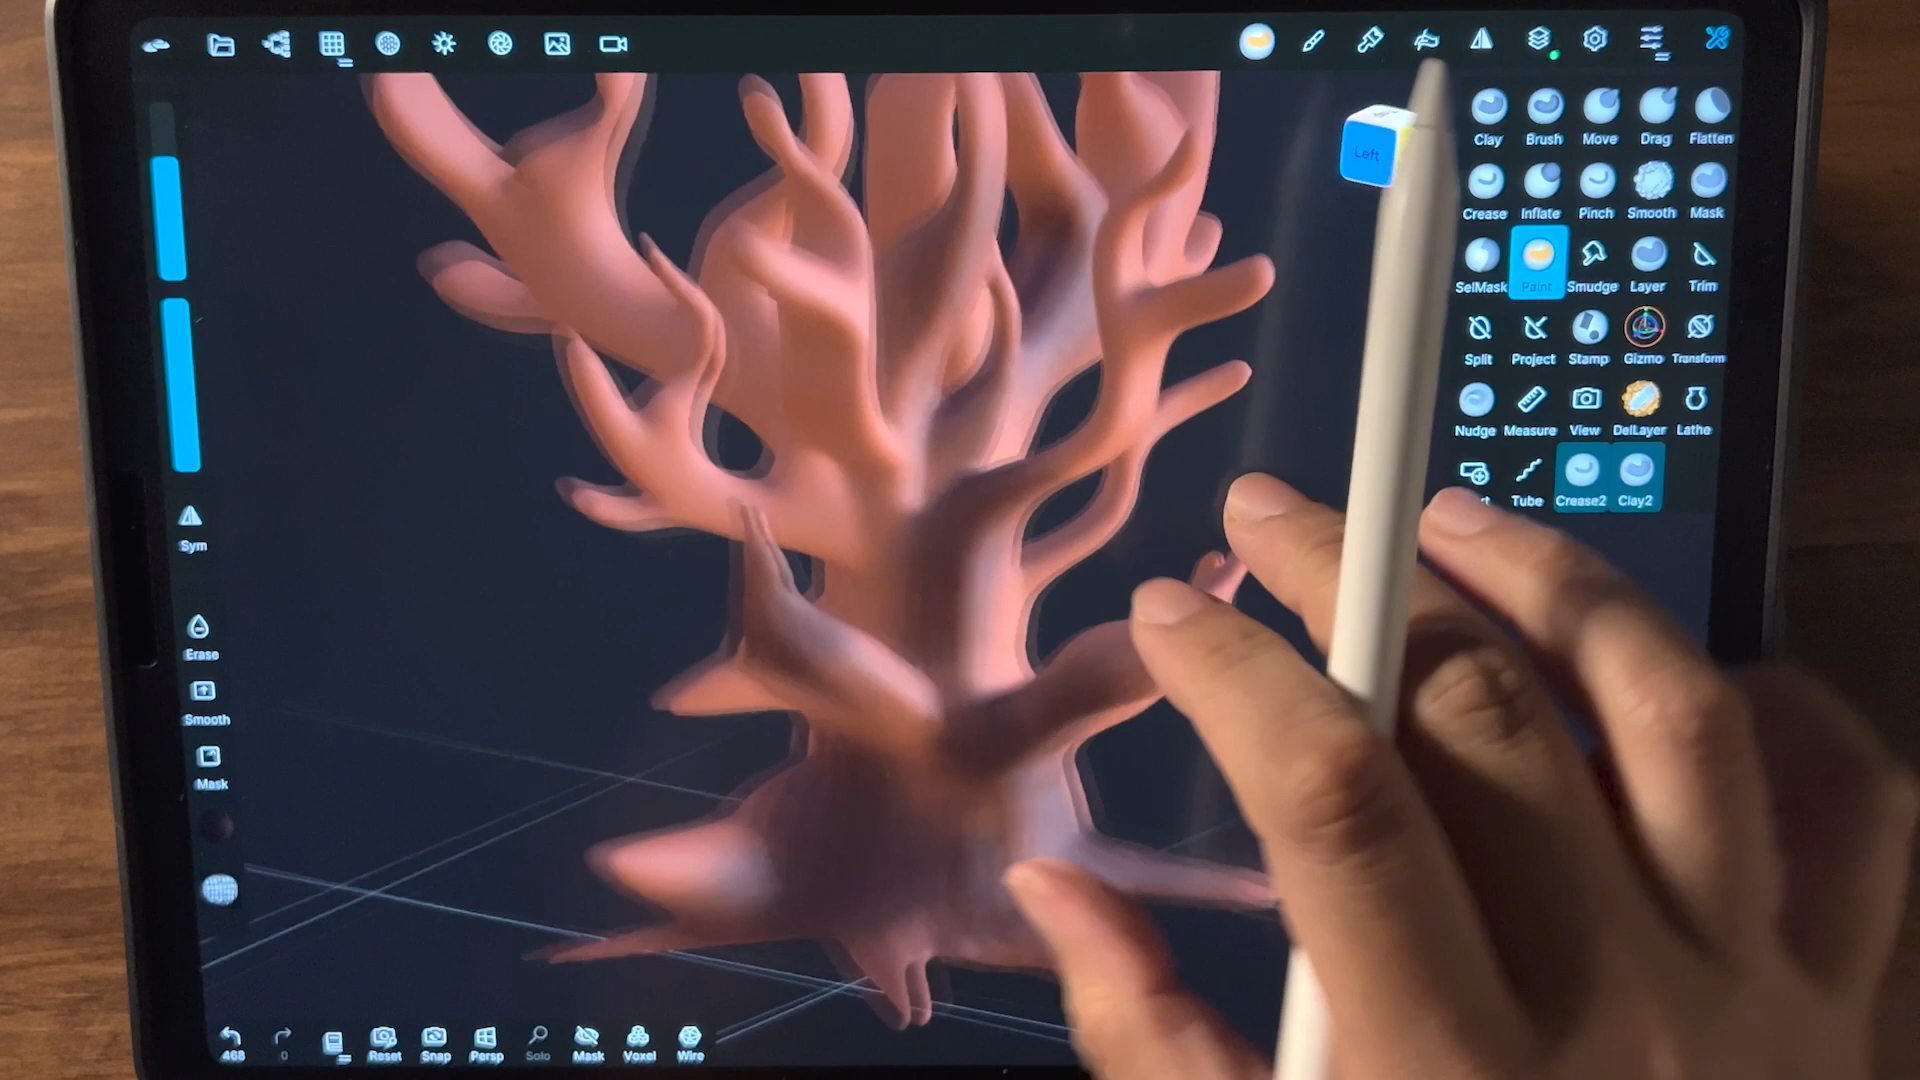 Left
Clay Brush Move Drag Flatten
Crease Inflate Pinch Smooth Mask
SelMask Paint Smudge Layer Trim
Split Project Stamp Gizmo Transform
Nudge Measure View DelLayer Lathe
Tube Crease2 Clay2
Sym
Erase
Smooth
Mask
468 0 Reset Snap Persp Solo Mask Voxel Wire